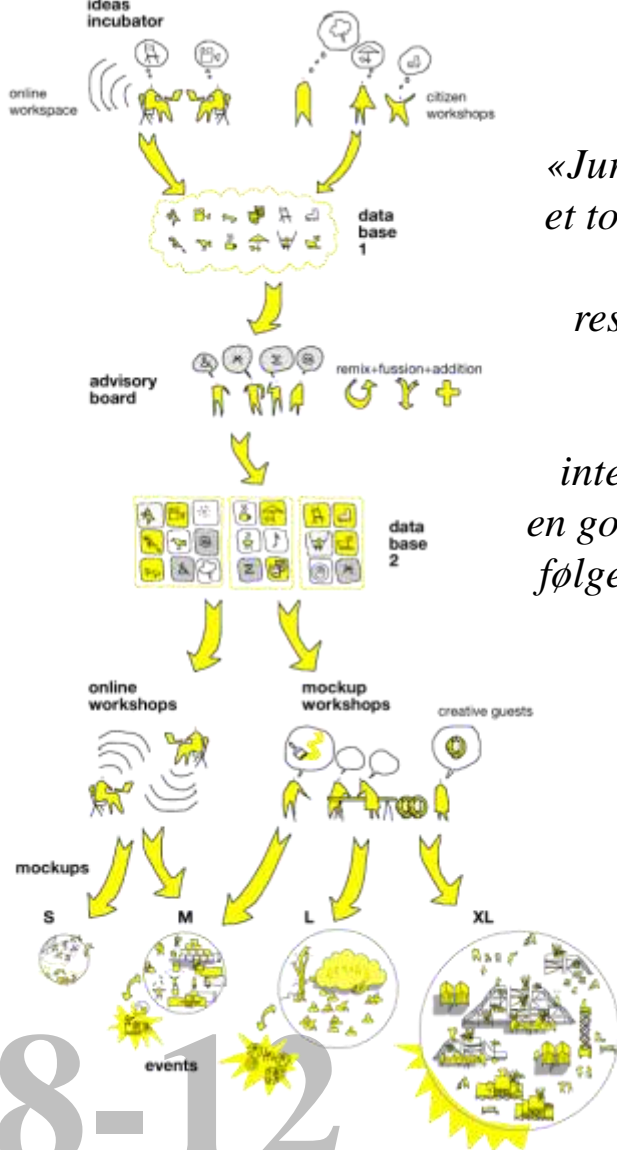 ideas
incubator
online
workspace
citizen
workshops
data
base
1
advisory
board
remix+fussion+addition
data
base
2
online
workshops
mockup
workshops
creative guests
mockups
S
M
L
XL
events
8-12
«Jur
et to
res
inte
en go
følge